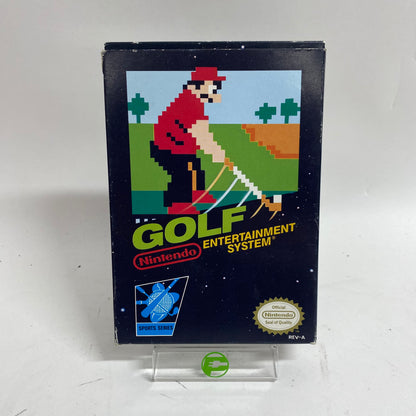 GOLF
Nintendo
ENTERTAINMENT
SYSTEM®
SPORTS SERIES
Official
Nintendo
Seal of Quality
REV-A